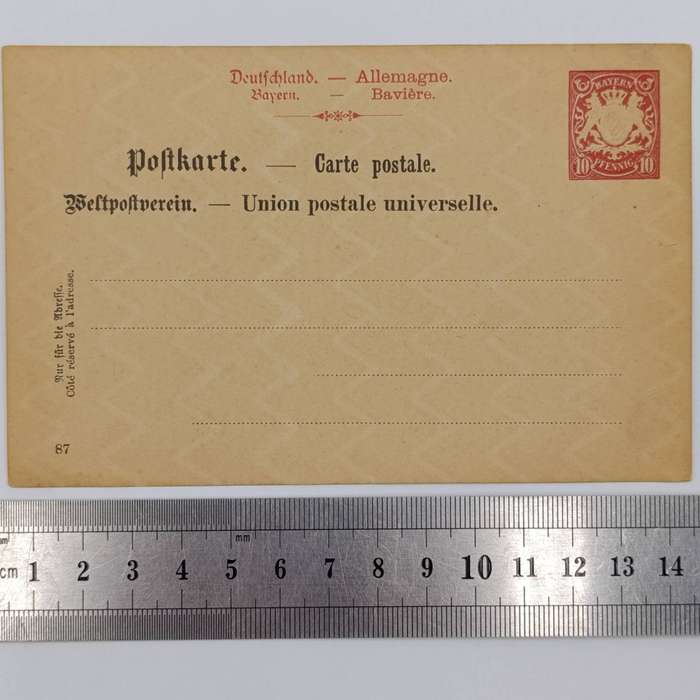 Deutschland. — Allemagne.
Bayern. — Bavière.
BAYERN
10 PFENNIG 10
Postkarte. — Carte postale.
Weltpostverein. — Union postale universelle.
Nur für die Adresse.
Côté réservé à l'adresse.
87
mm
mm
cm 1 2 3 4 5 6 7 8 9 10 11 12 13 14